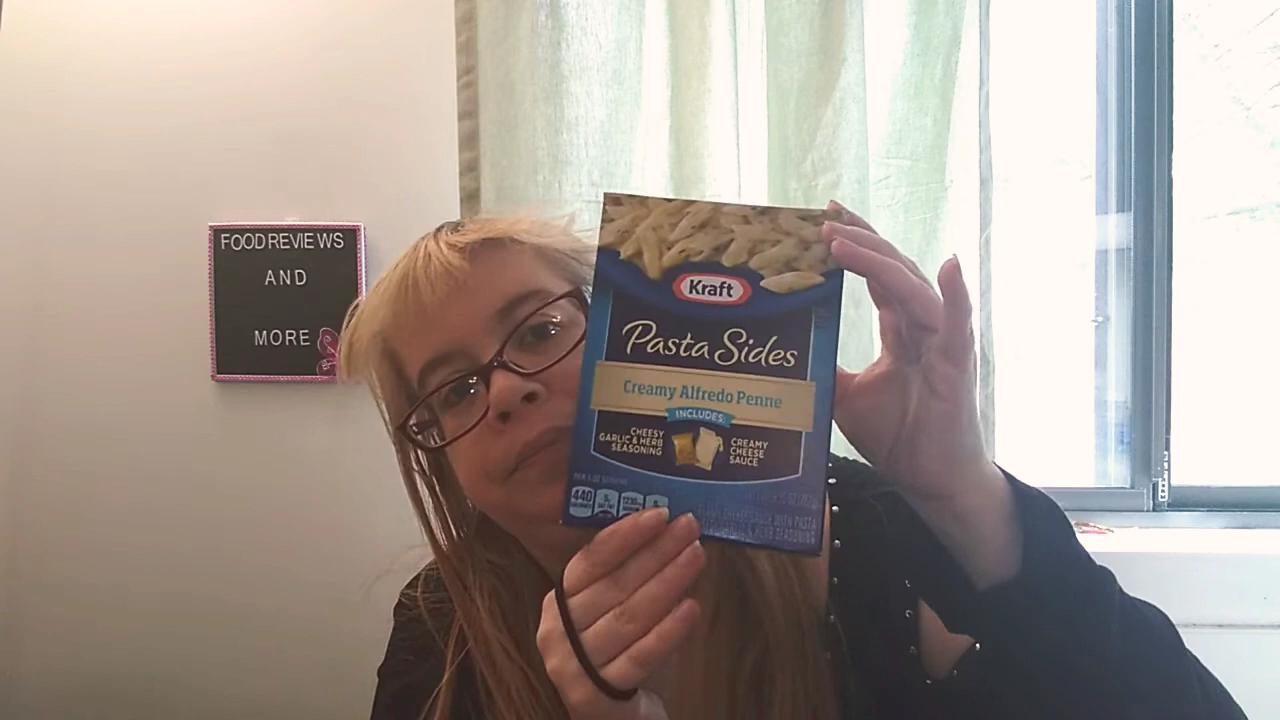 FOOD REVIEWS
AND
MORE
Kraft
Pasta Sides
Creamy Alfredo Penne
INCLUDES:
CHEESY
GARLIC & HERB
SEASONING
CREAMY
CHEESE
SAUCE
440